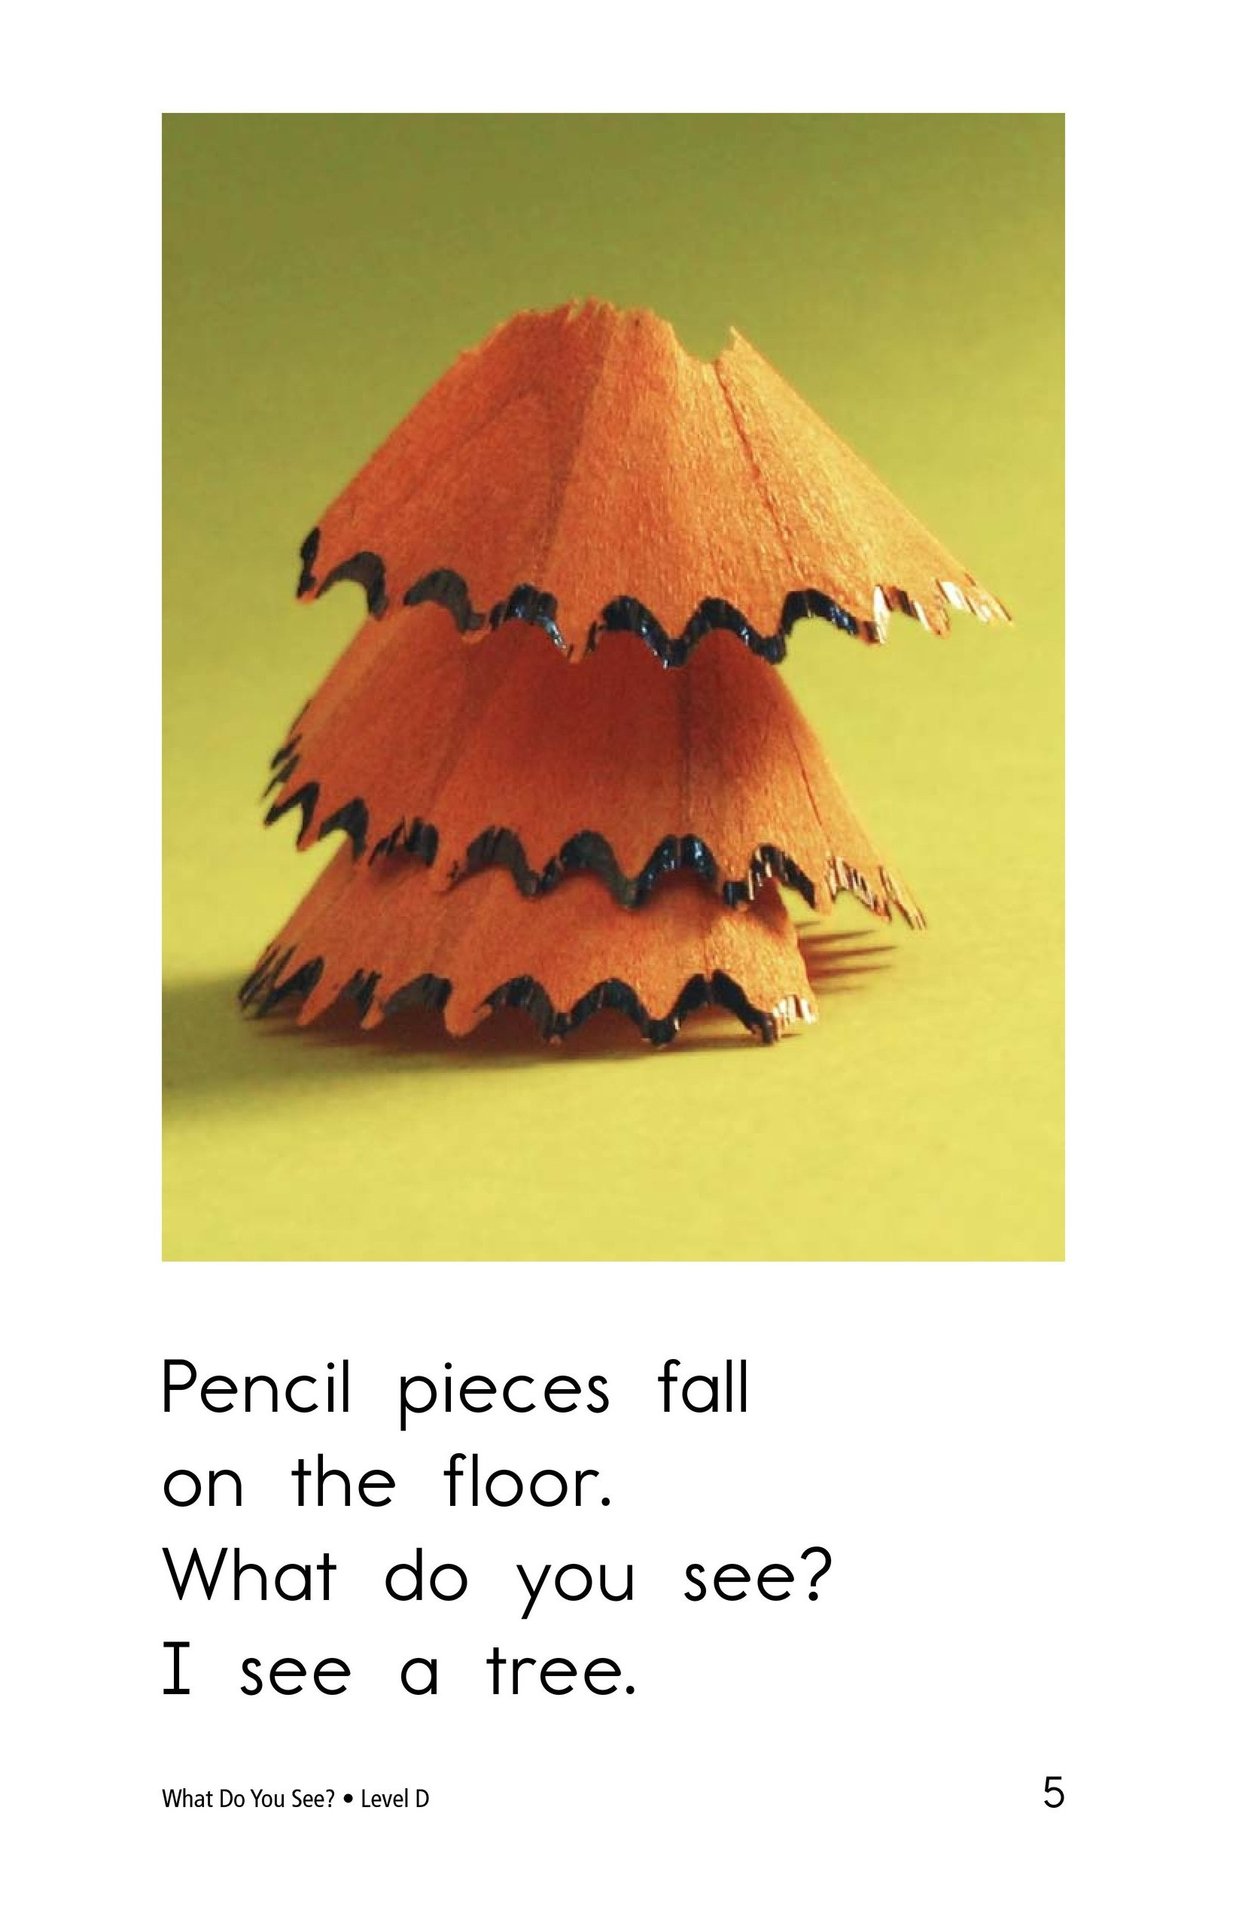 Pencil pieces fall
on the floor.
What do you see?
I see a tree.
What Do You See? • Level D
5